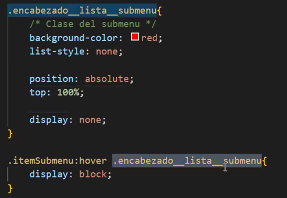 .encabezado__lista__submenu{
/* Clase del submenu */
background-color: red;
list-style: none;
position: absolute;
top: 100%;
display: none;
}
.itemSubmenu:hover .encabezado__lista__submenu{
display: block;
}